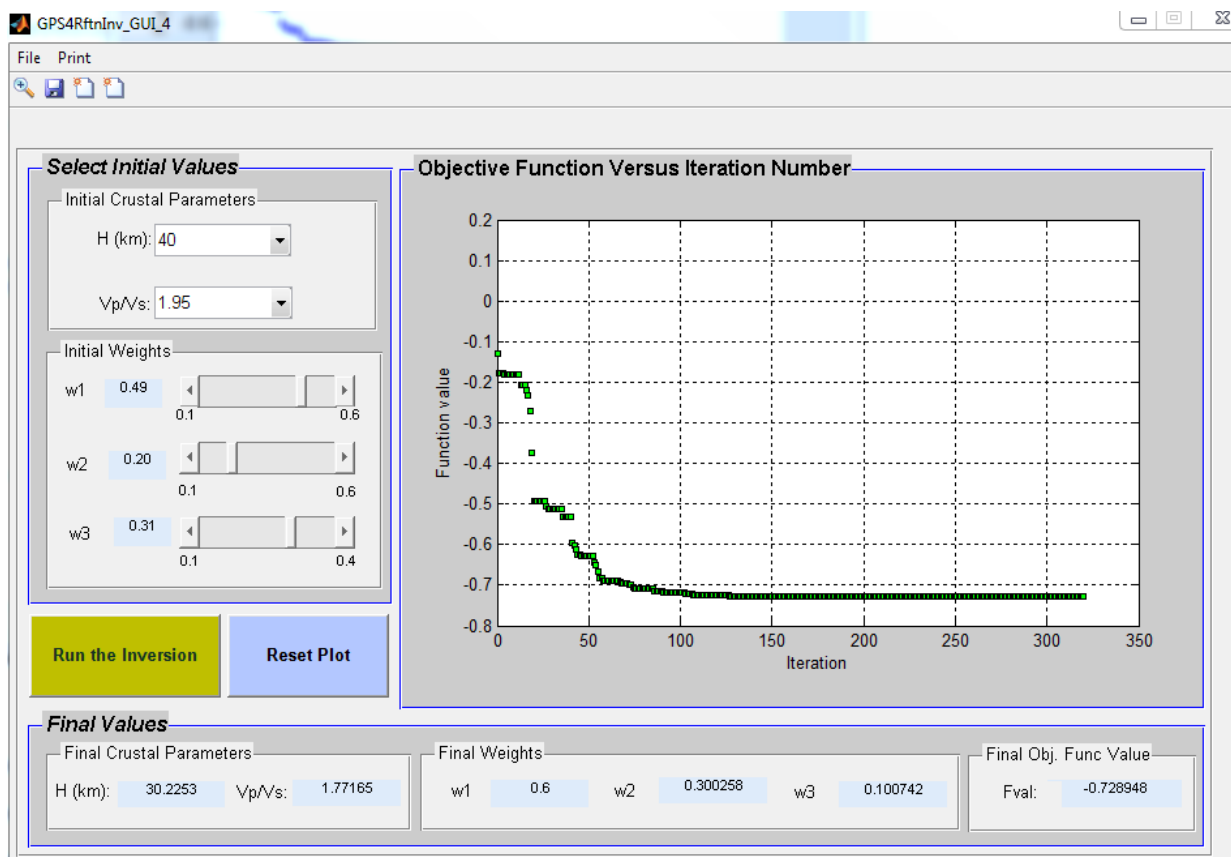 GPS4RftnInv_GUI_4
File Print
Select Initial Values
Initial Crustal Parameters
H (km): 40
Vp/Vs: 1.95
Initial Weights
w1 0.49
0.1 0.6
w2 0.20
0.1 0.6
w3 0.31
0.1 0.4
Run the Inversion
Reset Plot
Objective Function Versus Iteration Number
Function value
0.2
0.1
0
-0.1
-0.2
-0.3
-0.4
-0.5
-0.6
-0.7
-0.8
0 50 100 150 200 250 300 350
Iteration
Final Values
Final Crustal Parameters
H (km): 30.2253 Vp/Vs: 1.77165
Final Weights
w1 0.6 w2 0.300258 w3 0.100742
Final Obj. Func Value
Fval: -0.728948